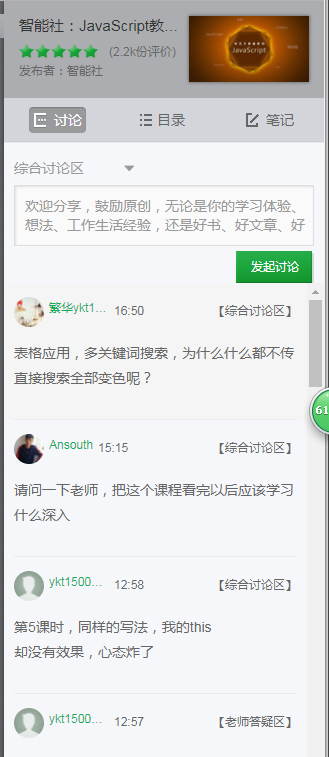 智能社：JavaScript教...
(2.2k份评价)
发布者：智能社
JavaScript
讨论
目录
笔记
综合讨论区
欢迎分享，鼓励原创，无论是你的学习体验、
想法、工作生活经验，还是好书、好文章、好
发起讨论
繁华ykt1... 16:50 【综合讨论区】
表格应用，多关键词搜索，为什么什么都不传
直接搜索全部变色呢？
61
Ansouth 15:15 【综合讨论区】
请问一下老师，把这个课程看完以后应该学习
什么深入
ykt1500... 12:58 【综合讨论区】
第5课时，同样的写法，我的this
却没有效果，心态炸了
ykt1500... 12:57 【老师答疑区】